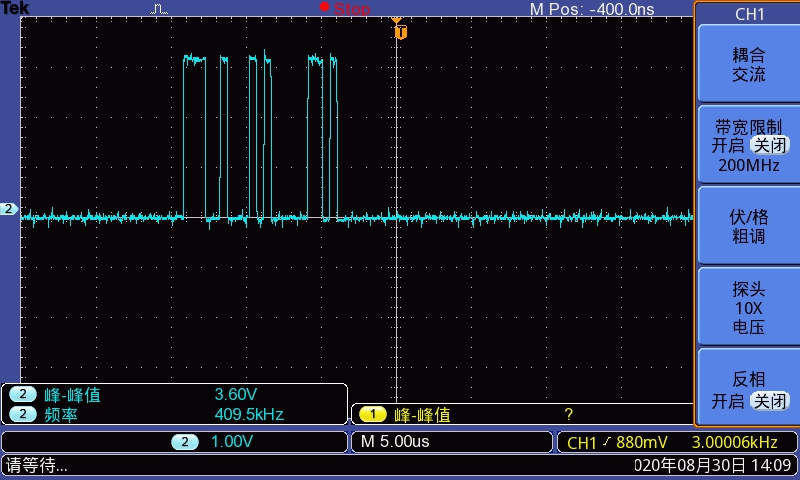 Tek
Stop
M Pos: -400.0ns
CH1
T
耦合
交流
带宽限制
开启 关闭
200MHz
2
伏/格
粗调
探头
10X
电压
反相
开启 关闭
2 峰-峰值 3.60V
2 频率 409.5kHz
1 峰-峰值 ?
2 1.00V
M 5.00us
CH1 880mV 3.00006kHz
请等待...
020年08月30日 14:09